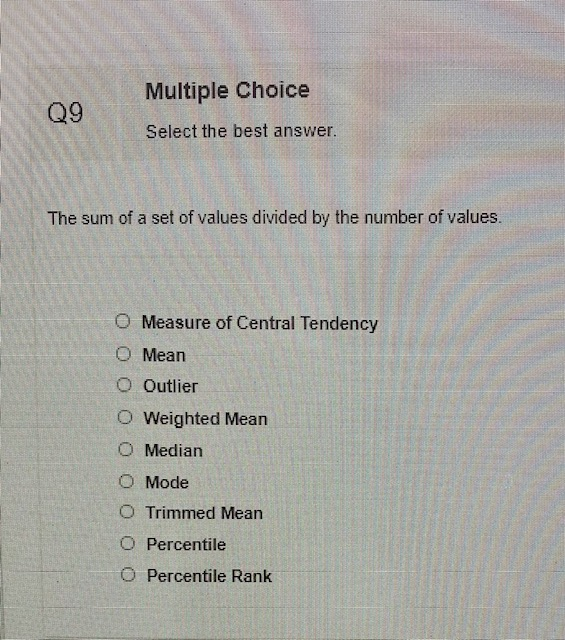 Multiple Choice
Q9
Select the best answer.
The sum of a set of values divided by the number of values.
Measure of Central Tendency
Mean
Outlier
Weighted Mean
Median
Mode
Trimmed Mean
Percentile
Percentile Rank